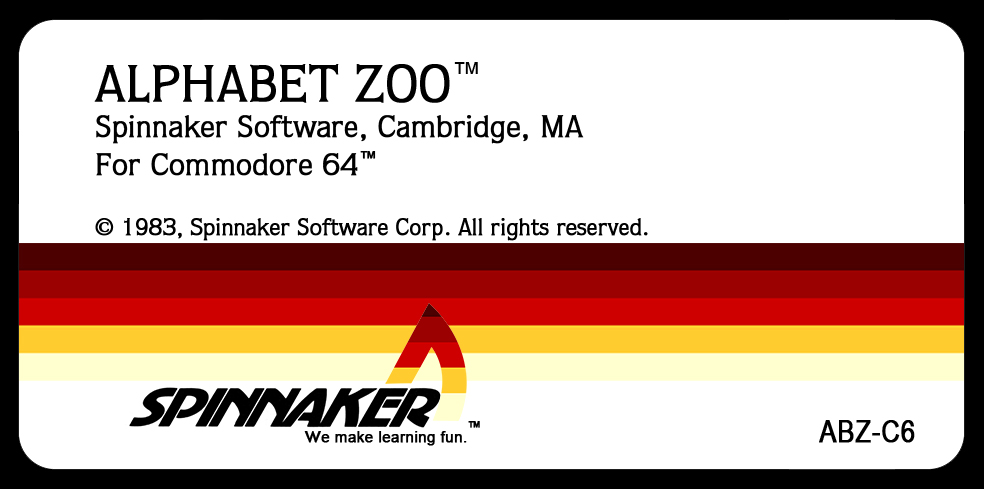 ALPHABET ZOO™
Spinnaker Software, Cambridge, MA
For Commodore 64™
© 1983, Spinnaker Software Corp. All rights reserved.
SPINNAKER™
We make learning fun.
ABZ-C6